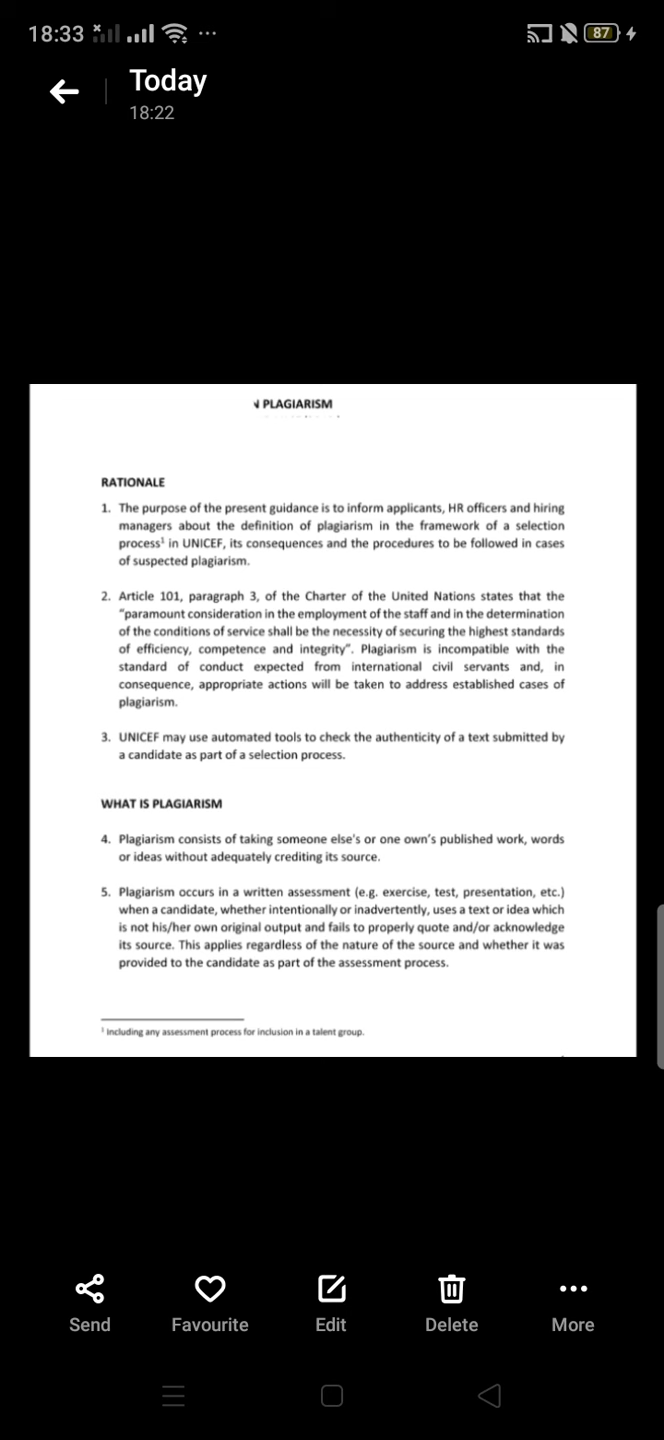 18:33
87
Today
18:22
PLAGIARISM
RATIONALE
1. The purpose of the present guidance is to inform applicants, HR officers and hiring
managers about the definition of plagiarism in the framework of a selection
process¹ in UNICEF, its consequences and the procedures to be followed in cases
of suspected plagiarism.
2. Article 101, paragraph 3, of the Charter of the United Nations states that the
"paramount consideration in the employment of the staff and in the determination
of the conditions of service shall be the necessity of securing the highest standards
of efficiency, competence and integrity". Plagiarism is incompatible with the
standard of conduct expected from international civil servants and, in
consequence, appropriate actions will be taken to address established cases of
plagiarism.
3. UNICEF may use automated tools to check the authenticity of a text submitted by
a candidate as part of a selection process.
WHAT IS PLAGIARISM
4. Plagiarism consists of taking someone else's or one own's published work, words
or ideas without adequately crediting its source.
5. Plagiarism occurs in a written assessment (e.g. exercise, test, presentation, etc.)
when a candidate, whether intentionally or inadvertently, uses a text or idea which
is not his/her own original output and fails to properly quote and/or acknowledge
its source. This applies regardless of the nature of the source and whether it was
provided to the candidate as part of the assessment process.
¹ Including any assessment process for inclusion in a talent group.
Send Favourite Edit Delete More